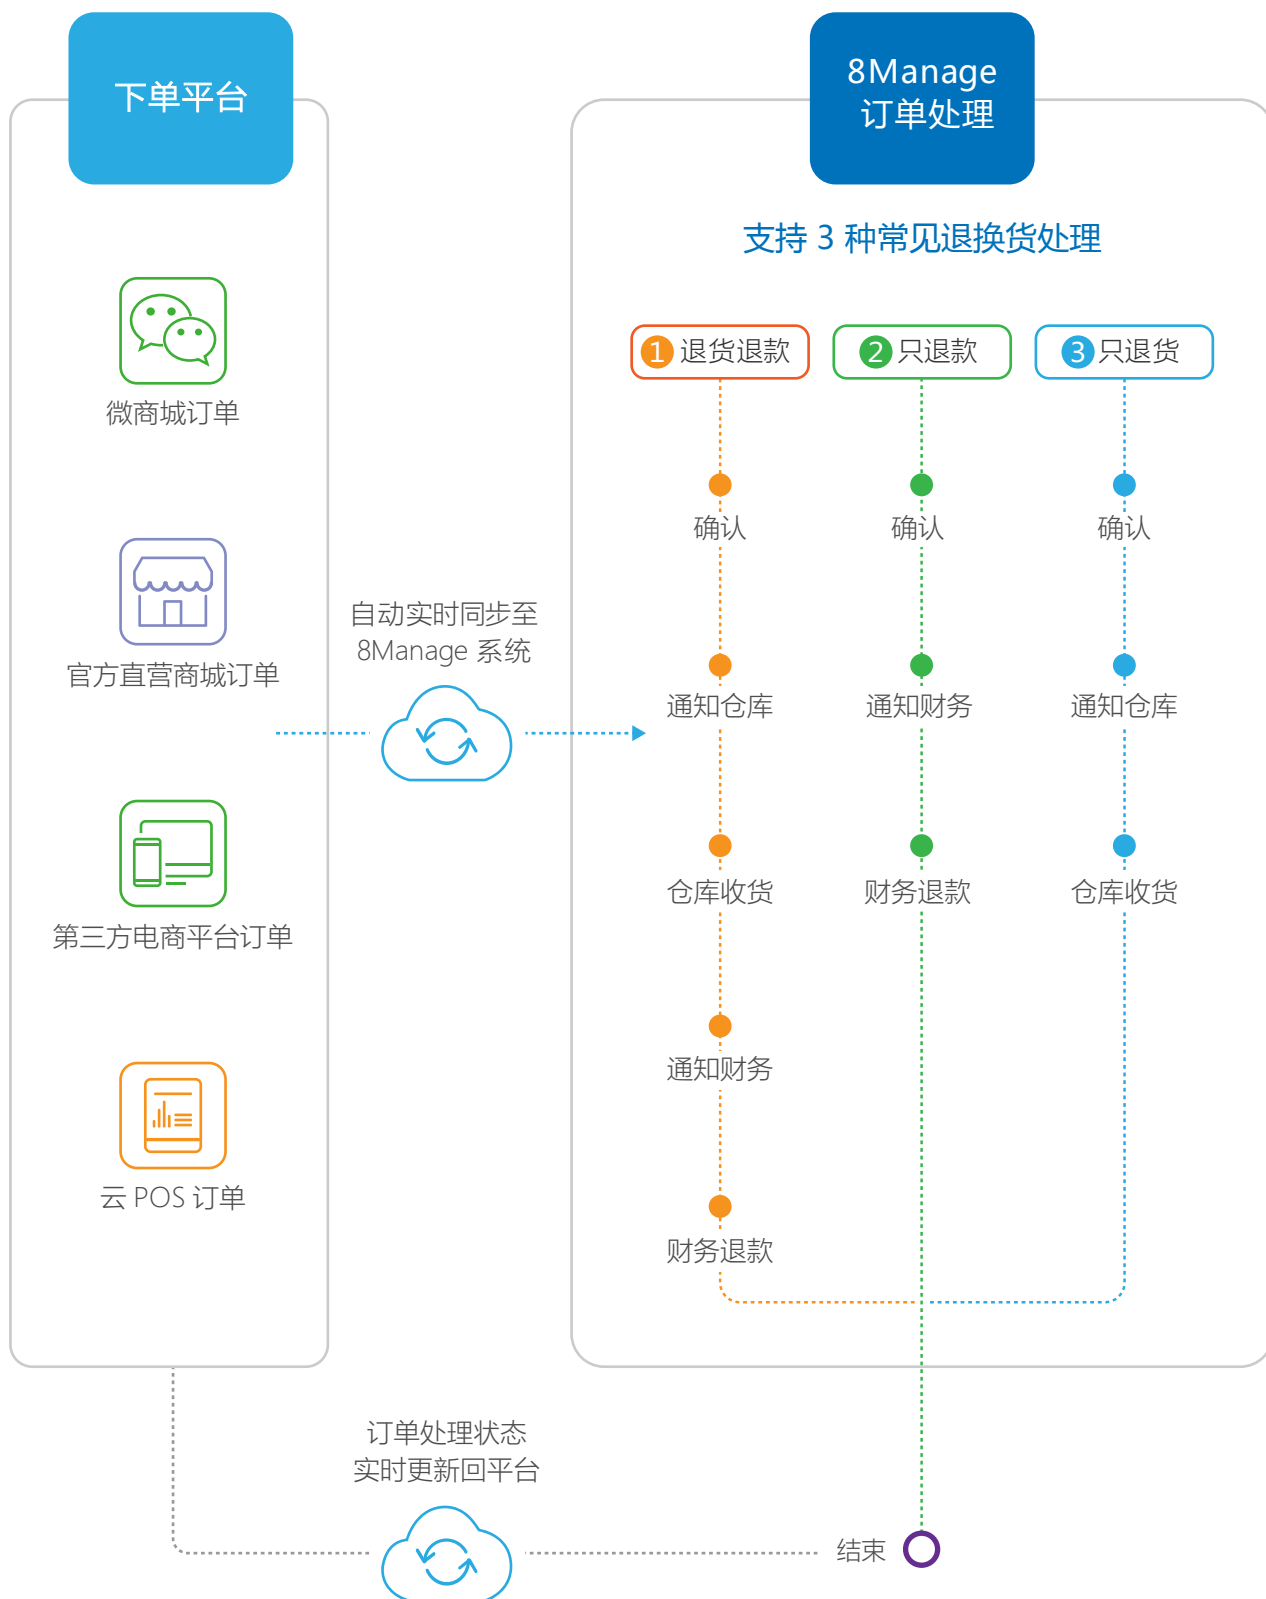 下单平台
微商城订单
官方直营商城订单
第三方电商平台订单
云 POS 订单
自动实时同步至
8Manage 系统
8Manage
订单处理
支持 3 种常见退换货处理
1 退货退款
确认
通知仓库
仓库收货
通知财务
财务退款
2 只退款
确认
通知财务
财务退款
3 只退货
确认
通知仓库
仓库收货
订单处理状态
实时更新回平台
结束